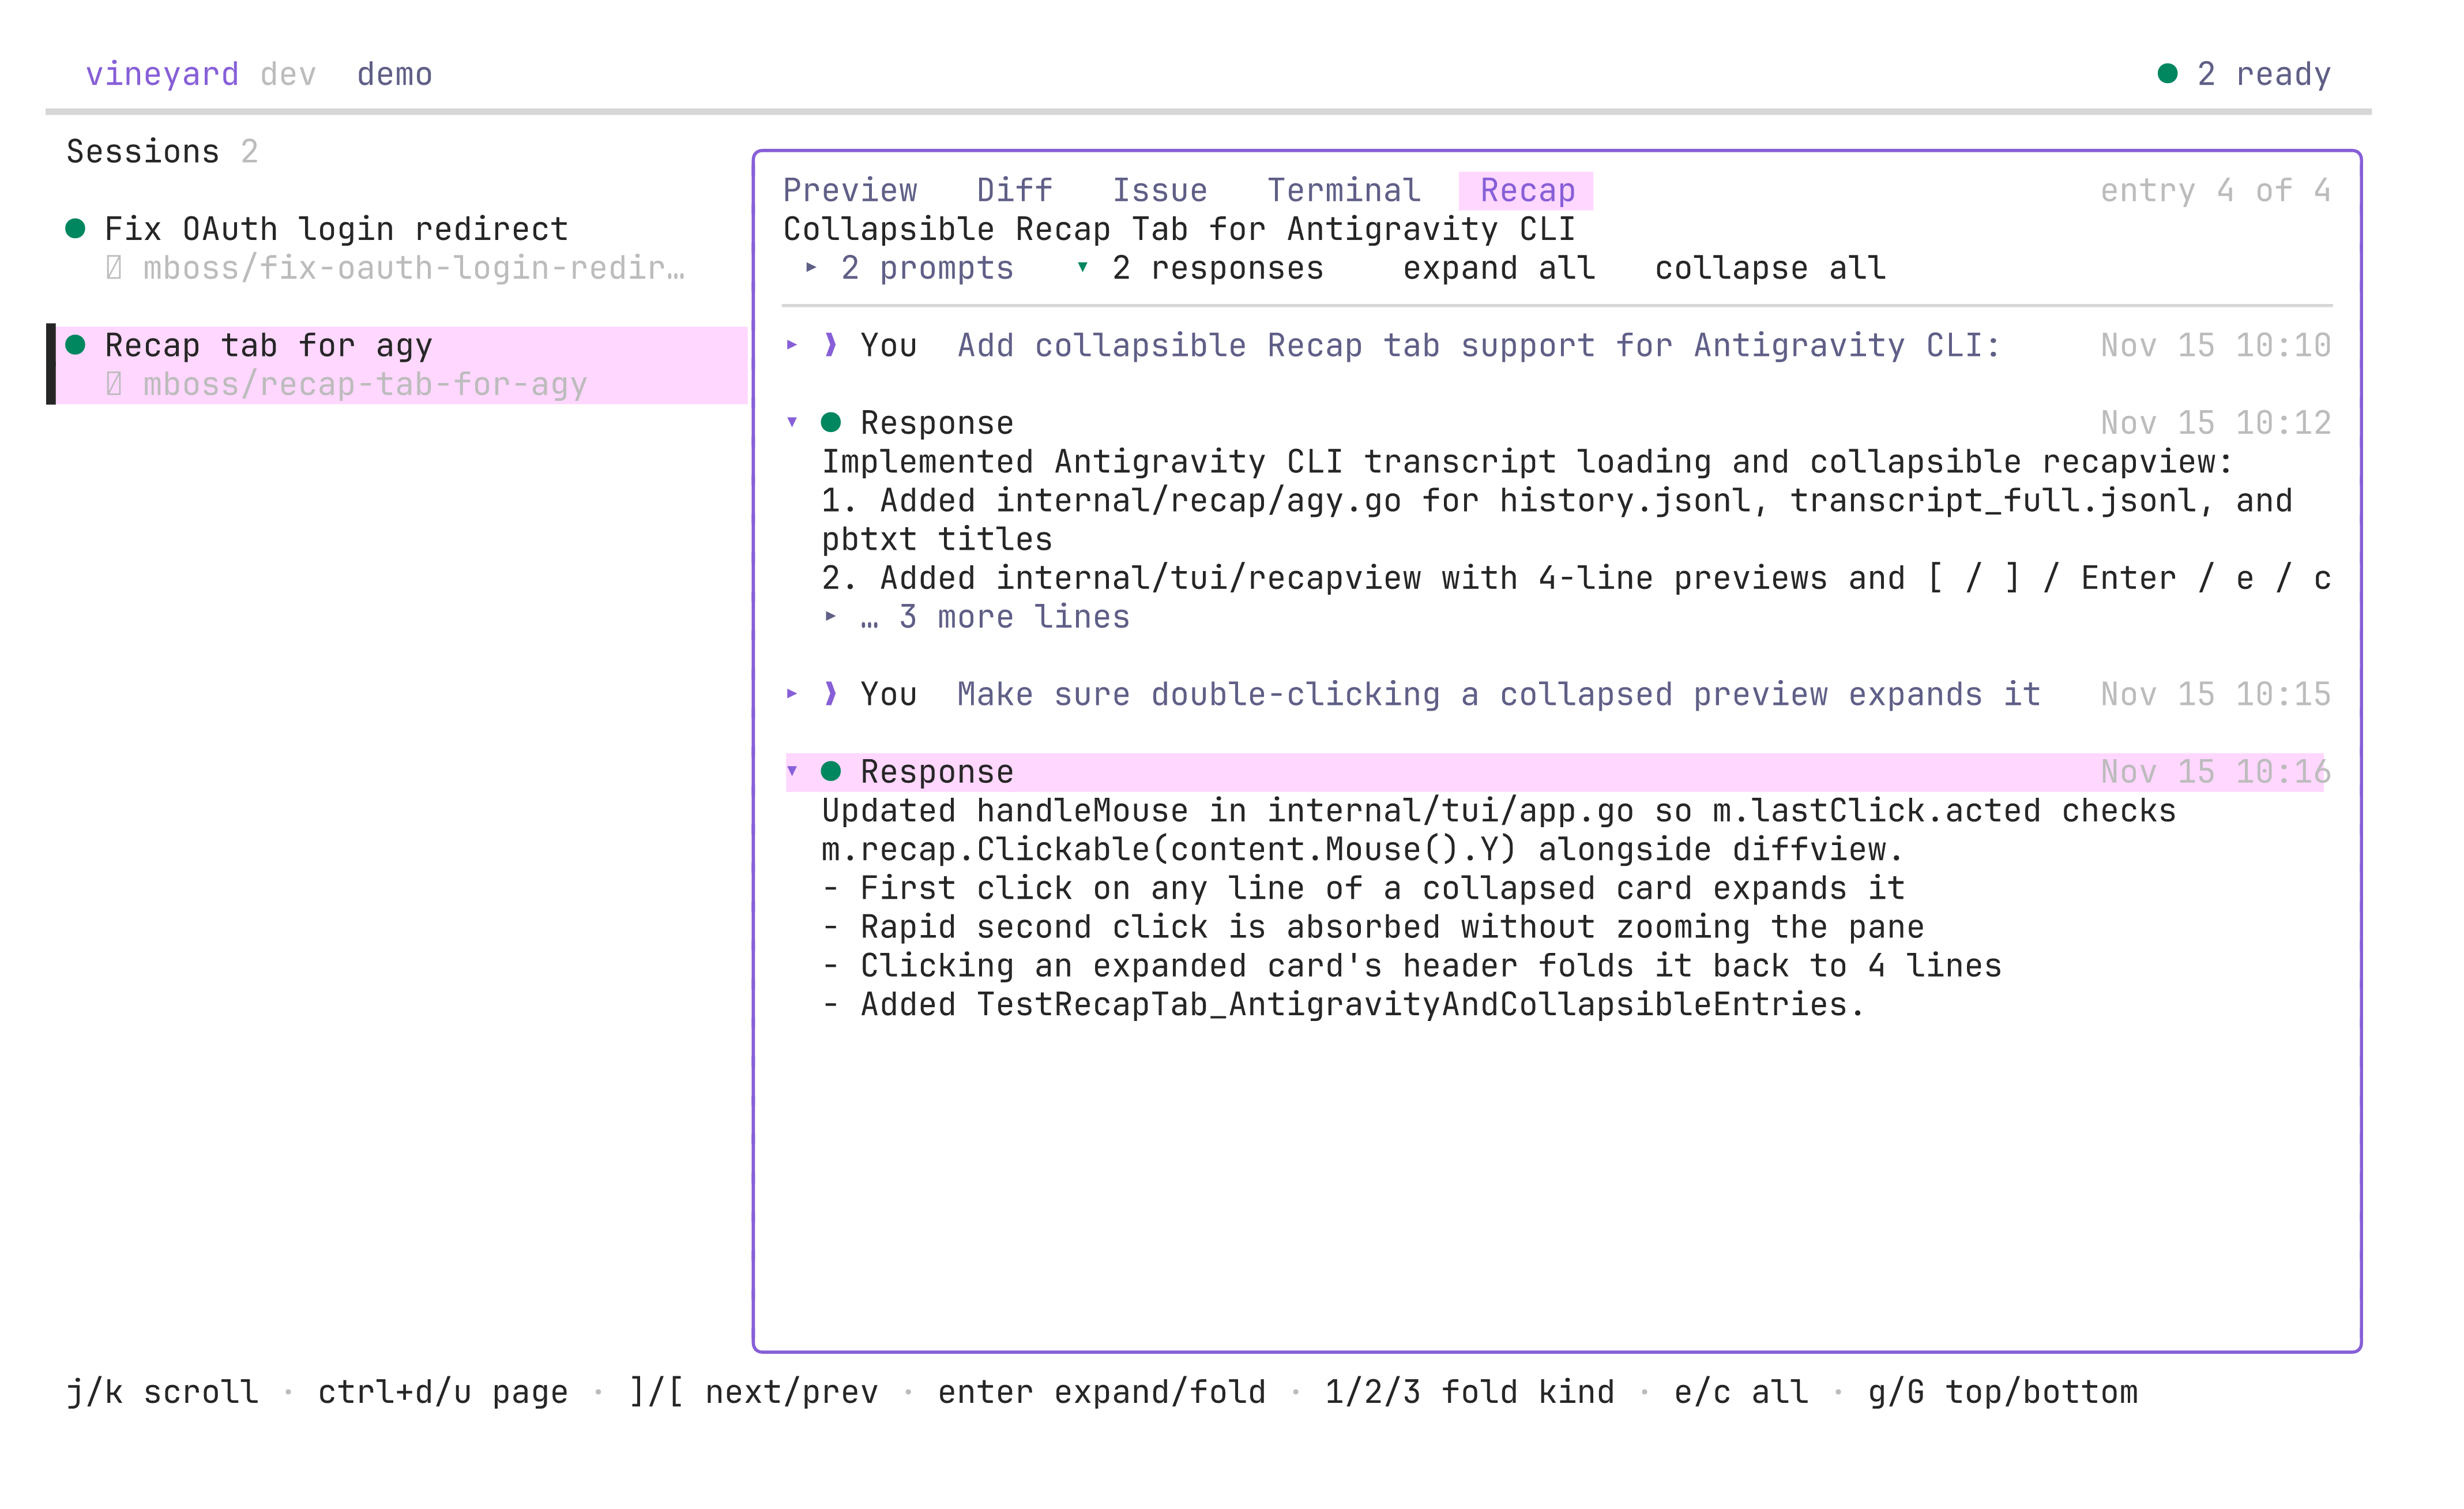 vineyard dev demo
● 2 ready
Sessions 2
● Fix OAuth login redirect
mboss/fix-oauth-login-redir…
● Recap tab for agy
mboss/recap-tab-for-agy
Preview Diff Issue Terminal Recap
entry 4 of 4
Collapsible Recap Tab for Antigravity CLI
▸ 2 prompts ▾ 2 responses expand all collapse all
▸ ❱ You Add collapsible Recap tab support for Antigravity CLI: Nov 15 10:10
▾ ● Response Nov 15 10:12
Implemented Antigravity CLI transcript loading and collapsible recapview:
1. Added internal/recap/agy.go for history.jsonl, transcript_full.jsonl, and
pbtxt titles
2. Added internal/tui/recapview with 4-line previews and [ / ] / Enter / e / c
▸ … 3 more lines
▸ ❱ You Make sure double-clicking a collapsed preview expands it Nov 15 10:15
▾ ● Response Nov 15 10:16
Updated handleMouse in internal/tui/app.go so m.lastClick.acted checks
m.recap.Clickable(content.Mouse().Y) alongside diffview.
- First click on any line of a collapsed card expands it
- Rapid second click is absorbed without zooming the pane
- Clicking an expanded card's header folds it back to 4 lines
- Added TestRecapTab_AntigravityAndCollapsibleEntries.
j/k scroll · ctrl+d/u page · ]/[ next/prev · enter expand/fold · 1/2/3 fold kind · e/c all · g/G top/bottom